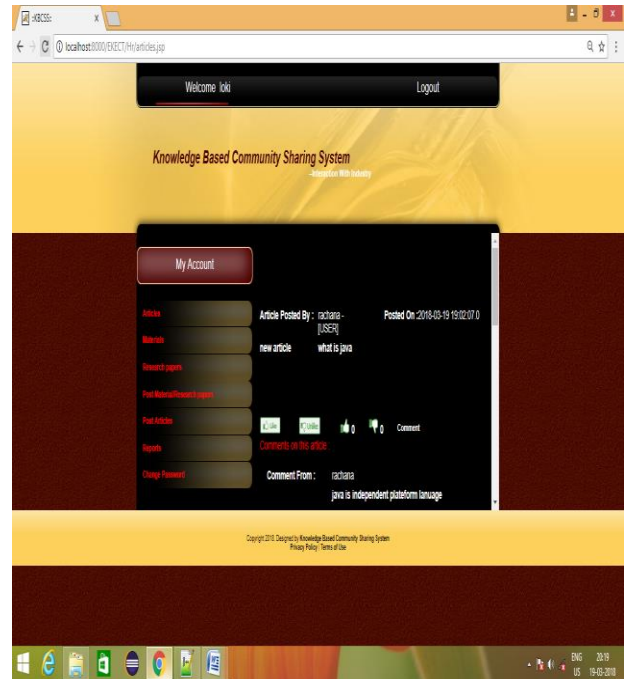 :KBCSS:
localhost:8000/EKECT/Hr/articles.jsp
Welcome loki
Logout
Knowledge Based Community Sharing System
--Interaction With Industry
My Account
Articles
Materials
Research papers
Post Material/Research papers
Post Articles
Reports
Change Password
Article Posted By : rachana - Posted On :2018-03-19 19:02:07.0
[USER]
new article what is java
Like Unlike 0 0 Comment
Comments on this article
Comment From : rachana
java is independent plateform lanuage
Copyright 2018. Designed by Knowledge Based Community Sharing System
Privacy Policy | Terms of Use
ENG 20:19
US 19-03-2018